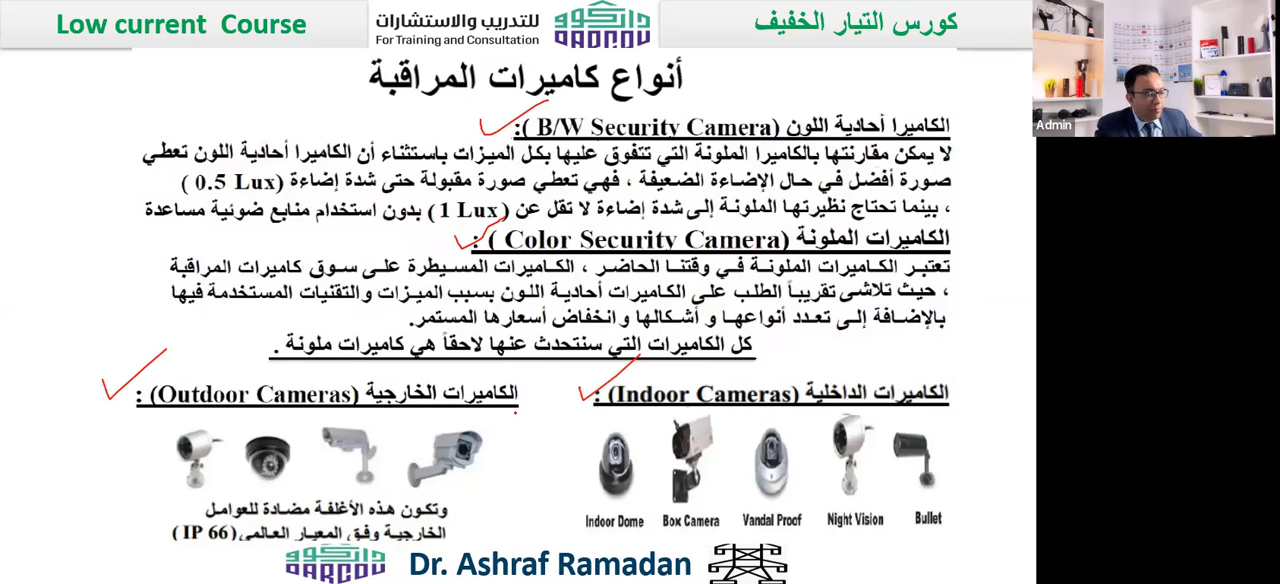 Low current Course
للتدريب والاستشارات
For Training and Consultation
كورس التيار الخفيف
Admin
أنواع كاميرات المراقبة
الكاميرا أحادية اللون (B/W Security Camera ):
لا يمكن مقارنتها بالكاميرا الملونة التي تتفوق عليها بكل الميزات باستثناء أن الكاميرا أحادية اللون تعطي
صورة أفضل في حال الإضاءة الضعيفة ، فهي تعطي صورة مقبولة حتى شدة إضاءة (0.5 Lux )
، بينما تحتاج نظيرتها الملونة إلى شدة إضاءة لا تقل عن (1 Lux ) بدون استخدام منابع ضوئية مساعدة
الكاميرات الملونة (Color Security Camera ) :
تعتبر الكاميرات الملونة في وقتنا الحاضر ، الكاميرات المسيطرة على سوق كاميرات المراقبة
، حيث تلاشى تقريباً الطلب على الكاميرات أحادية اللون بسبب الميزات والتقنيات المستخدمة فيها
بالإضافة إلى تعدد أنواعها و أشكالها وانخفاض أسعارها المستمر.
كل الكاميرات التي سنتحدث عنها لاحقاً هي كاميرات ملونة .
الكاميرات الداخلية (Indoor Cameras) :
الكاميرات الخارجية (Outdoor Cameras) :
Indoor Dome
Box Camera
Vandal Proof
Night Vision
Bullet
وتكون هذه الأغلفة مضادة للعوامل
الخارجية وفق المعيار العالمي (IP 66)
Dr. Ashraf Ramadan